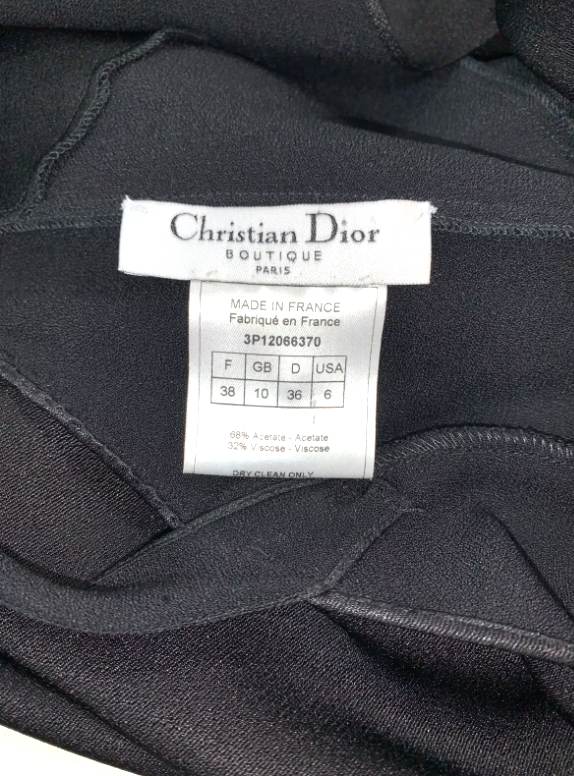 Christian Dior
BOUTIQUE
PARIS
MADE IN FRANCE
Fabriqué en France
3P12066370
F GB D USA
38 10 36 6
68% Acetate - Acetate
32% Viscose - Viscose
DRY CLEAN ONLY